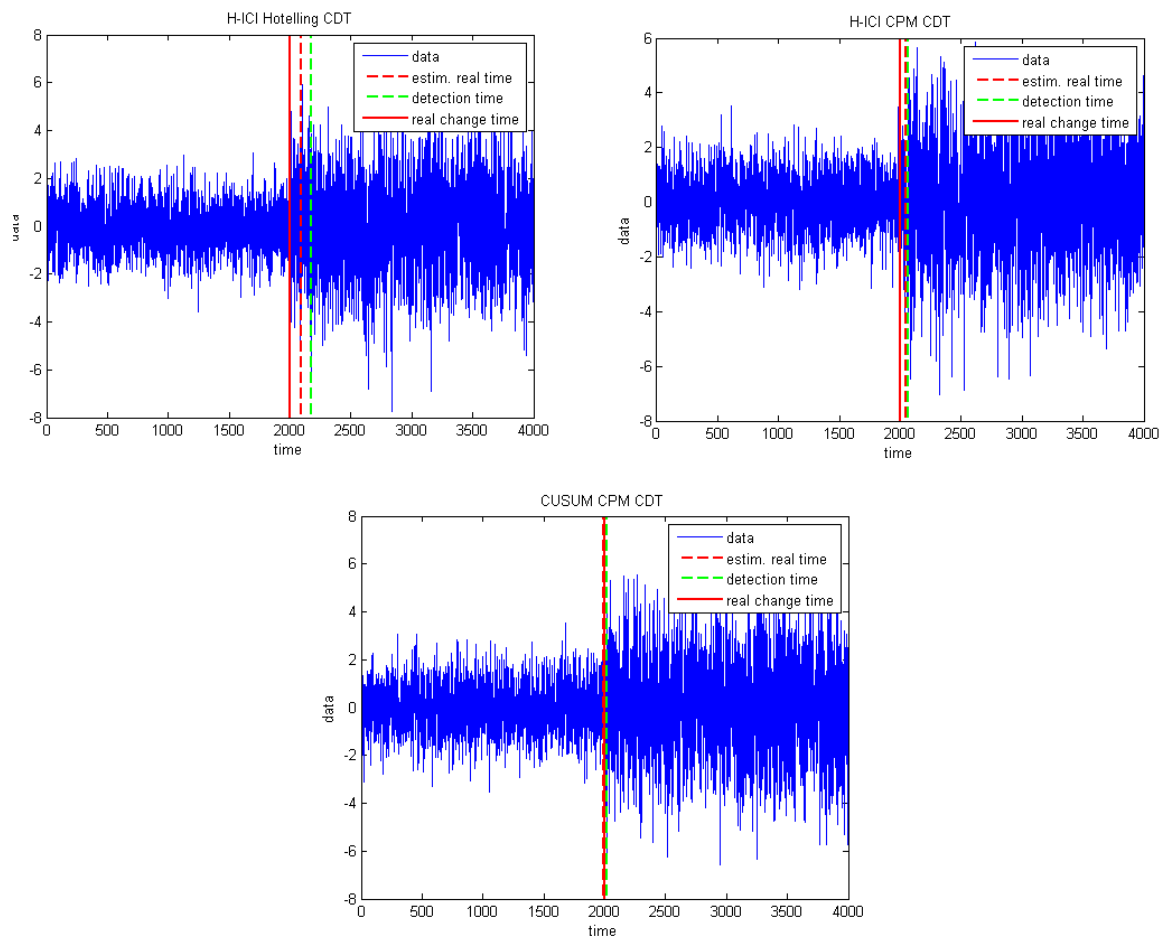 H-ICI Hotelling CDT
8
6
4
2
0
-2
-4
-6
-8
data
estim. real time
detection time
real change time
0 500 1000 1500 2000 2500 3000 3500 4000
time
H-ICI CPM CDT
6
4
2
0
-2
-4
-6
-8
data
data
estim. real time
detection time
real change time
0 500 1000 1500 2000 2500 3000 3500 4000
time
CUSUM CPM CDT
8
6
4
2
0
-2
-4
-6
-8
data
data
estim. real time
detection time
real change time
0 500 1000 1500 2000 2500 3000 3500 4000
time